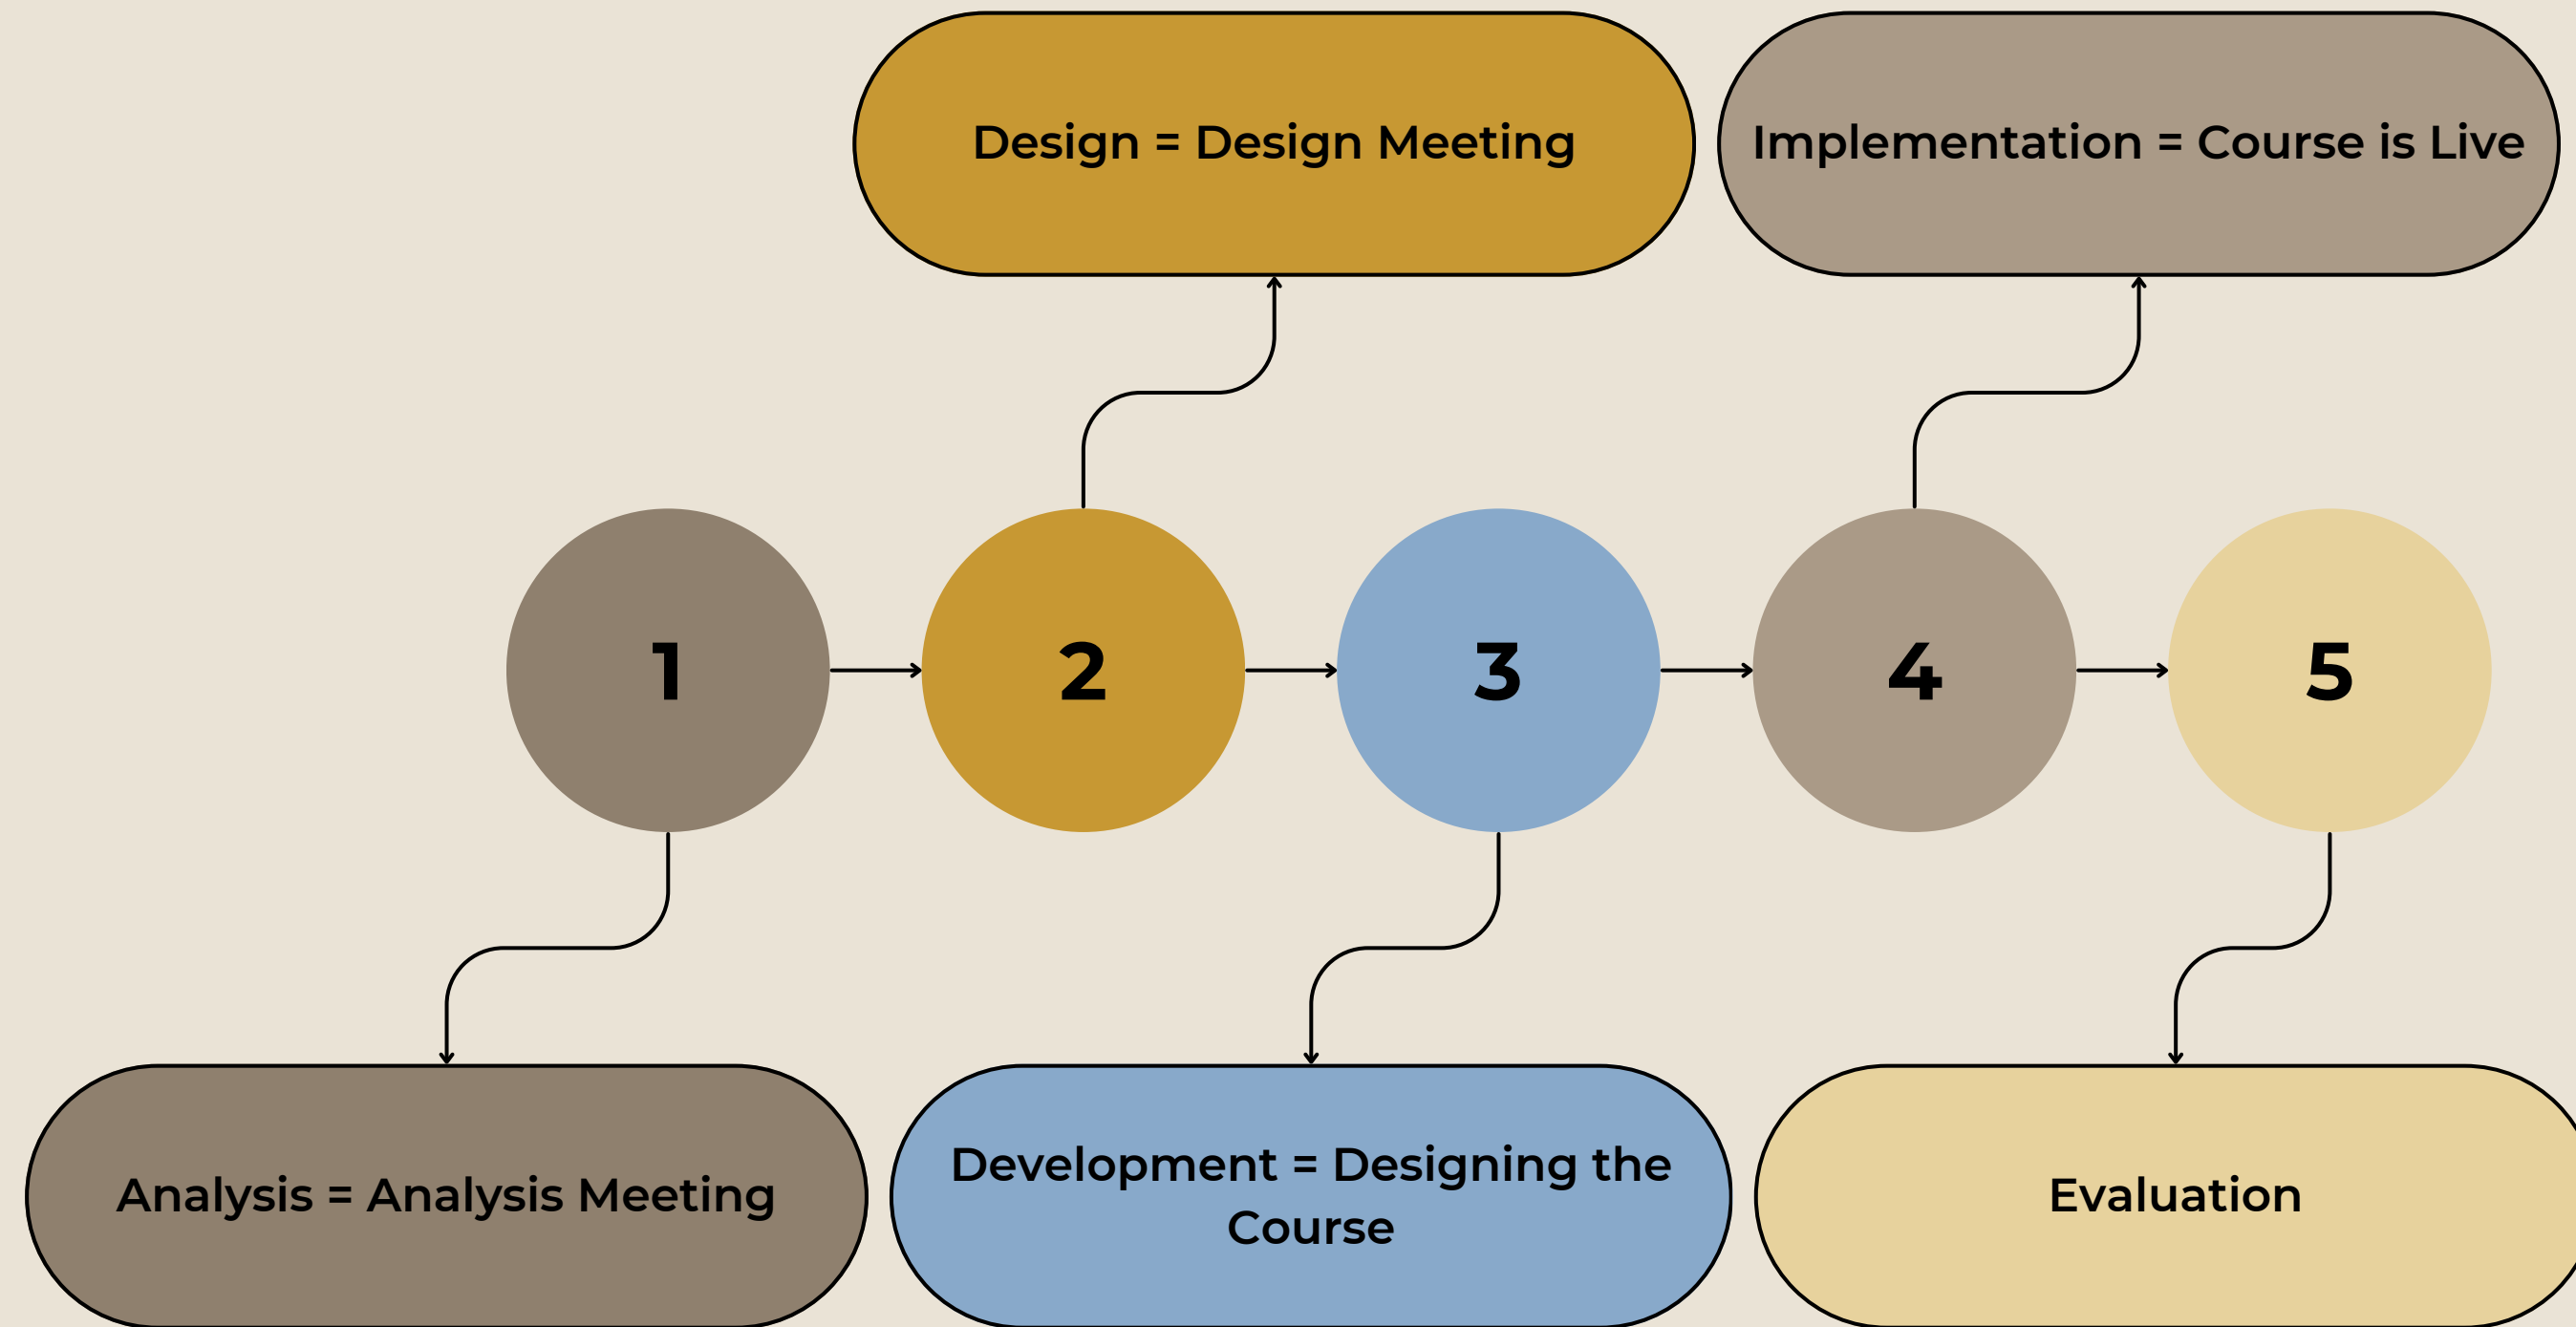 Design = Design Meeting
Implementation = Course is Live
1
2
3
4
5
Analysis = Analysis Meeting
Development = Designing the
Course
Evaluation